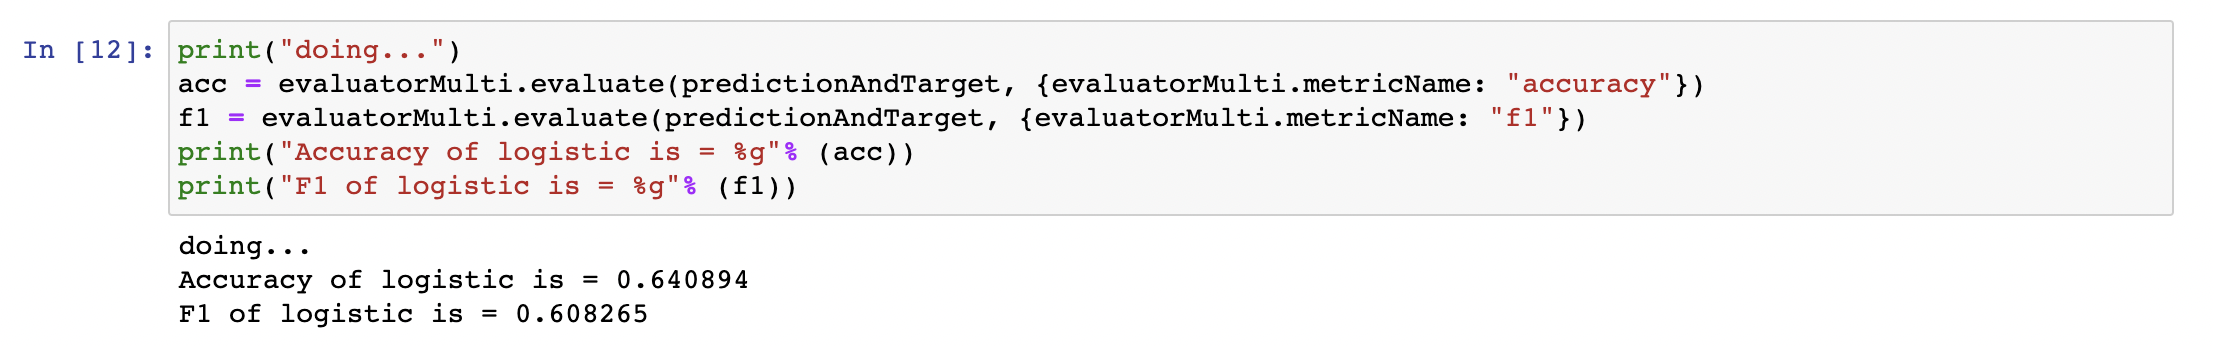 In [12]: print("doing...")
acc = evaluatorMulti.evaluate(predictionAndTarget, {evaluatorMulti.metricName: "accuracy"})
f1 = evaluatorMulti.evaluate(predictionAndTarget, {evaluatorMulti.metricName: "f1"})
print("Accuracy of logistic is = %g"% (acc))
print("F1 of logistic is = %g"% (f1))
doing...
Accuracy of logistic is = 0.640894
F1 of logistic is = 0.608265